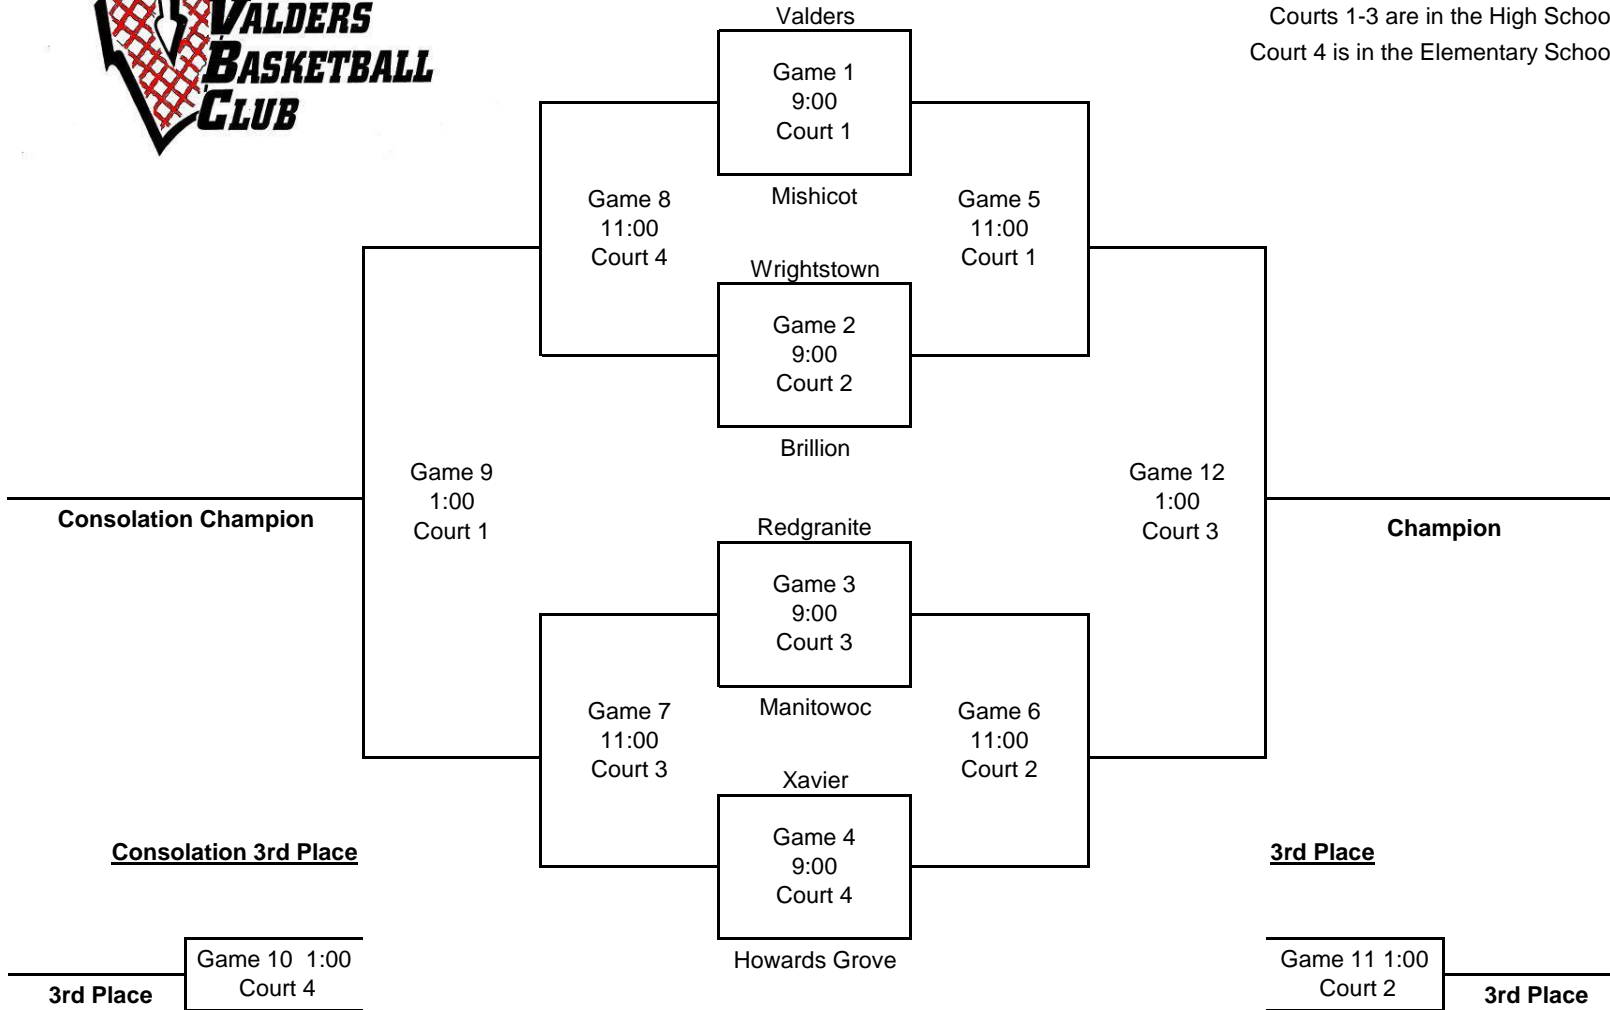 VALDERS
BASKETBALL
CLUB
Courts 1-3 are in the High Schoo
Court 4 is in the Elementary Schoo
Valders
Game 1
9:00
Court 1
Mishicot
Game 8
11:00
Court 4
Game 5
11:00
Court 1
Wrightstown
Game 2
9:00
Court 2
Brillion
Game 9
1:00
Court 1
Consolation Champion
Game 12
1:00
Court 3
Champion
Redgranite
Game 3
9:00
Court 3
Manitowoc
Game 7
11:00
Court 3
Game 6
11:00
Court 2
Xavier
Game 4
9:00
Court 4
Howards Grove
Consolation 3rd Place
Game 10 1:00
Court 4
3rd Place
3rd Place
Game 11 1:00
Court 2
3rd Place